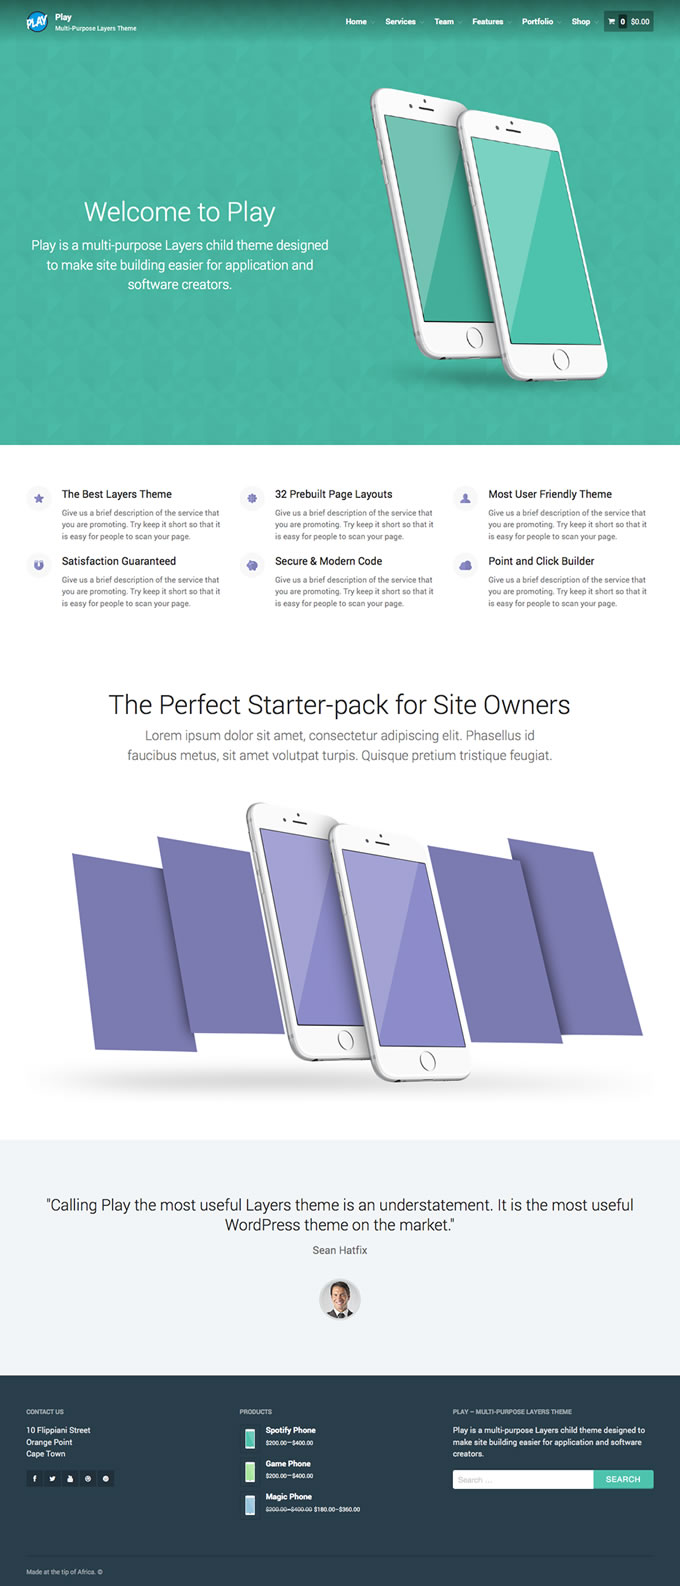 PLAY
Play
Multi-Purpose Layers Theme
Home Services Team Features Portfolio Shop 0 $0.00
Welcome to Play
Play is a multi-purpose Layers child theme designed
to make site building easier for application and
software creators.
The Best Layers Theme
Give us a brief description of the service that
you are promoting. Try keep it short so that it
is easy for people to scan your page.
32 Prebuilt Page Layouts
Give us a brief description of the service that
you are promoting. Try keep it short so that it
is easy for people to scan your page.
Most User Friendly Theme
Give us a brief description of the service that
you are promoting. Try keep it short so that it
is easy for people to scan your page.
Satisfaction Guaranteed
Give us a brief description of the service that
you are promoting. Try keep it short so that it
is easy for people to scan your page.
Secure & Modern Code
Give us a brief description of the service that
you are promoting. Try keep it short so that it
is easy for people to scan your page.
Point and Click Builder
Give us a brief description of the service that
you are promoting. Try keep it short so that it
is easy for people to scan your page.
The Perfect Starter-pack for Site Owners
Lorem ipsum dolor sit amet, consectetur adipiscing elit. Phasellus id
faucibus metus, sit amet volutpat turpis. Quisque pretium tristique feugiat.
"Calling Play the most useful Layers theme is an understatement. It is the most useful
WordPress theme on the market."
Sean Hatfix
CONTACT US
10 Flippiani Street
Orange Point
Cape Town
PRODUCTS
Spotify Phone
$200.00–$400.00
Game Phone
$200.00–$400.00
Magic Phone
$200.00–$400.00 $180.00–$360.00
PLAY – MULTI-PURPOSE LAYERS THEME
Play is a multi-purpose Layers child theme designed to
make site building easier for application and software
creators.
Search ...
SEARCH
Made at the tip of Africa. ©